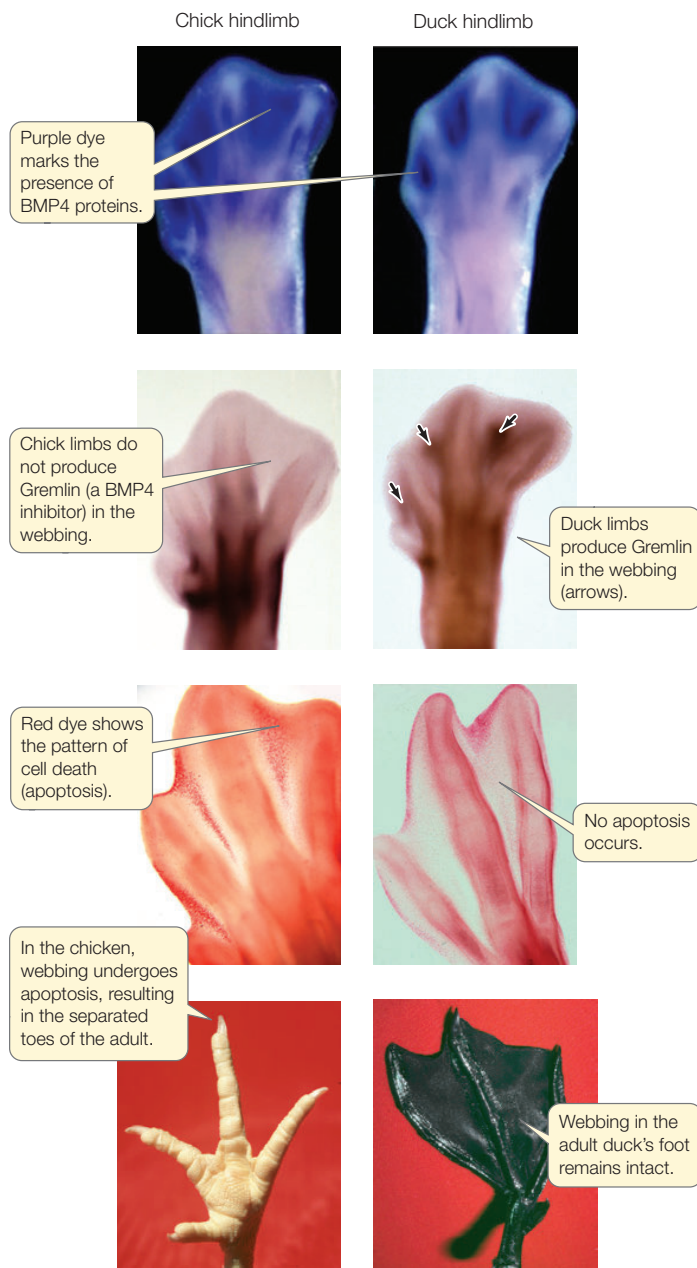 Chick hindlimb
Duck hindlimb
Purple dye
marks the
presence of
BMP4 proteins.
Chick limbs do
not produce
Gremlin (a BMP4
inhibitor) in the
webbing.
Duck limbs
produce Gremlin
in the webbing
(arrows).
Red dye shows
the pattern of
cell death
(apoptosis).
No apoptosis
occurs.
In the chicken,
webbing undergoes
apoptosis, resulting
in the separated
toes of the adult.
Webbing in the
adult duck’s foot
remains intact.